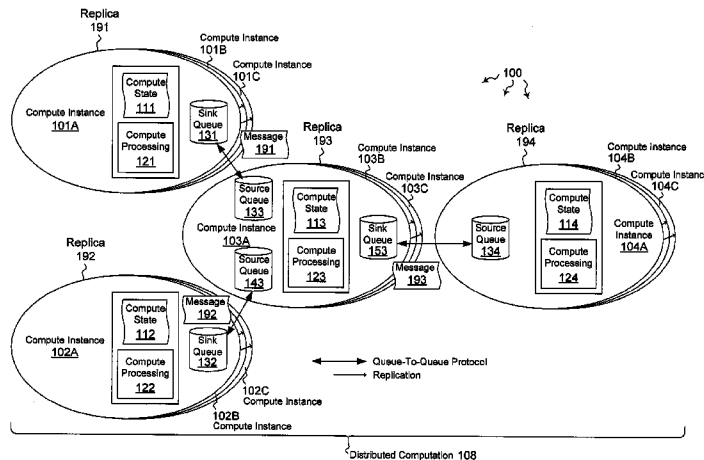 Replica
191
Compute Instance
101B
Compute Instance
101C
Compute Instance
101A
Compute
State
111
Compute
Processing
121
Sink
Queue
131
Message
191
100
Replica
193
Compute Instance
103B
Compute Instance
103C
Source
Queue
133
Compute Instance
103A
Source
Queue
143
Compute
State
113
Compute
Processing
123
Sink
Queue
153
Message
193
Replica
194
Compute Instance
104B
Compute Instance
104C
Source
Queue
134
Compute
State
114
Compute
Processing
124
Compute
Instance
104A
Replica
192
Compute Instance
102A
Compute
State
112
Compute
Processing
122
Message
192
Sink
Queue
132
102C
Compute Instance
102B
Compute Instance
Queue-To-Queue Protocol
Replication
Distributed Computation 108